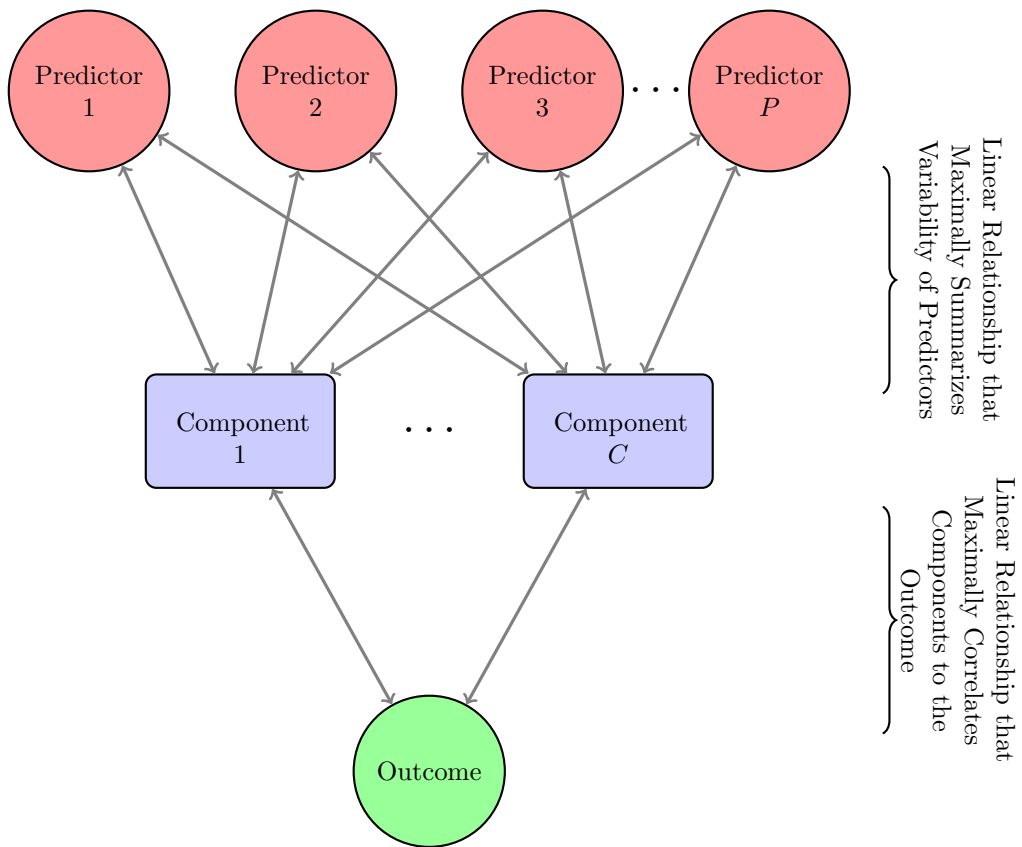 Predictor
1
Predictor
2
Predictor
3
...
Predictor
P
Linear Relationship that
Maximally Summarizes
Variability of Predictors
Component
1
...
Component
C
Linear Relationship that
Maximally Correlates
Components to the
Outcome
Outcome